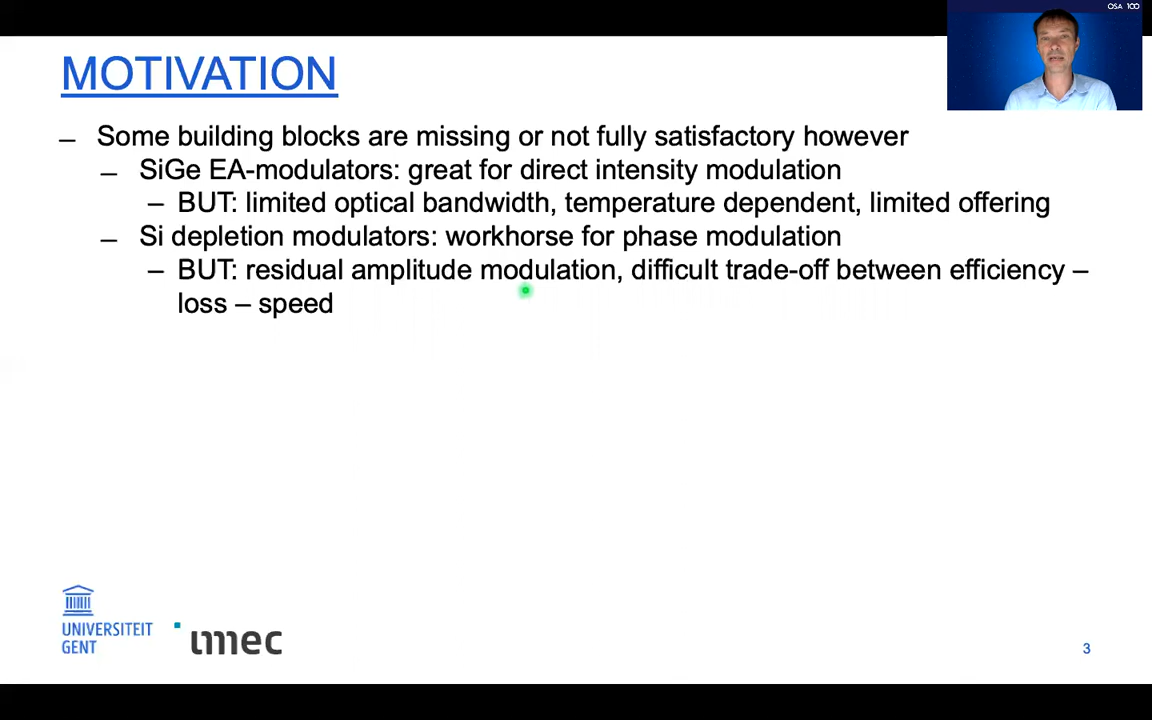 OSA 100
MOTIVATION
– Some building blocks are missing or not fully satisfactory however
– SiGe EA-modulators: great for direct intensity modulation
– BUT: limited optical bandwidth, temperature dependent, limited offering
– Si depletion modulators: workhorse for phase modulation
– BUT: residual amplitude modulation, difficult trade-off between efficiency –
loss – speed
UNIVERSITEIT
GENT
imec
3